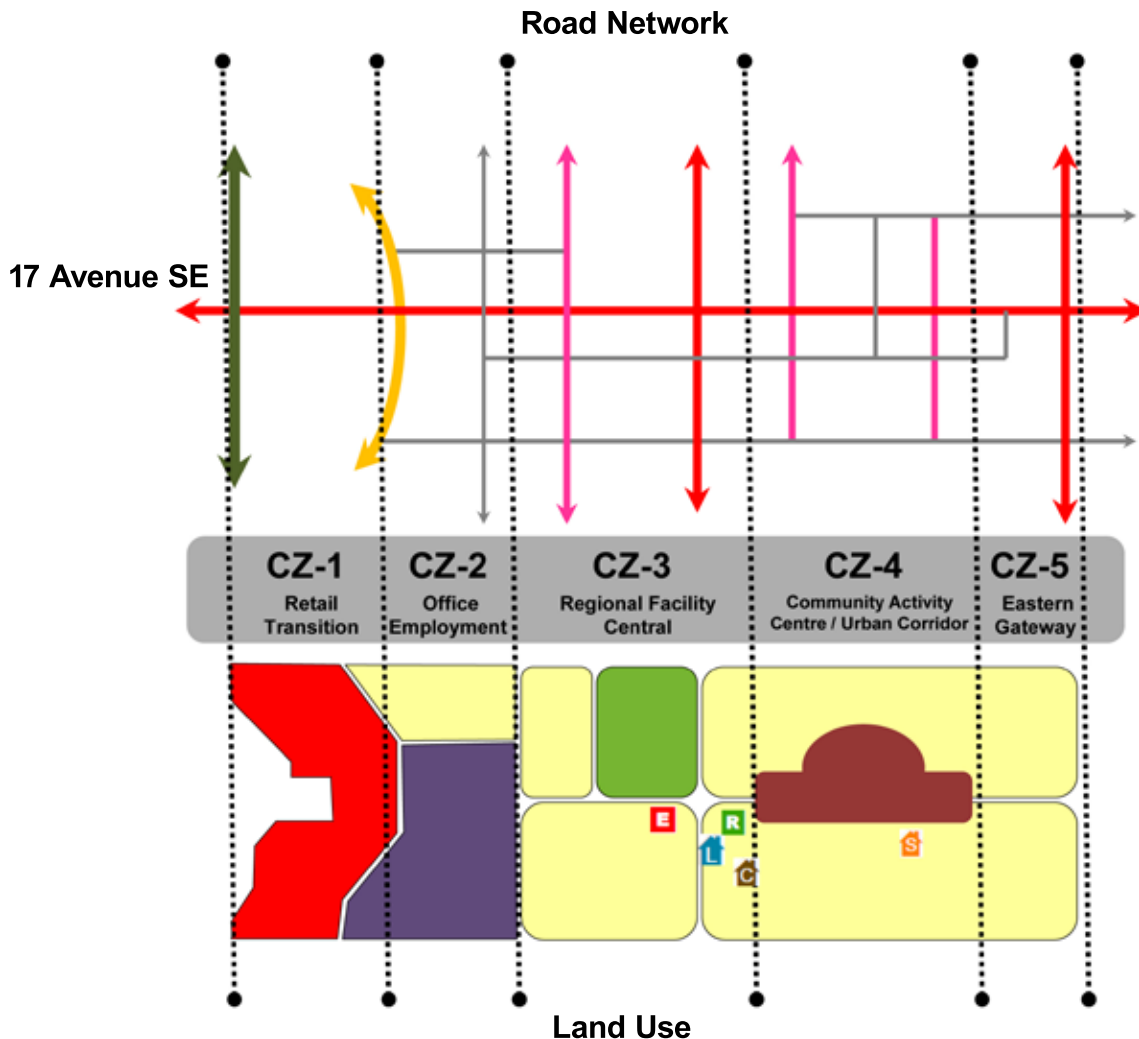 Road Network
17 Avenue SE
CZ-1
Retail
Transition
CZ-2
Office
Employment
CZ-3
Regional Facility
Central
CZ-4
Community Activity
Centre / Urban Corridor
CZ-5
Eastern
Gateway
E
R
L
C
S
Land Use